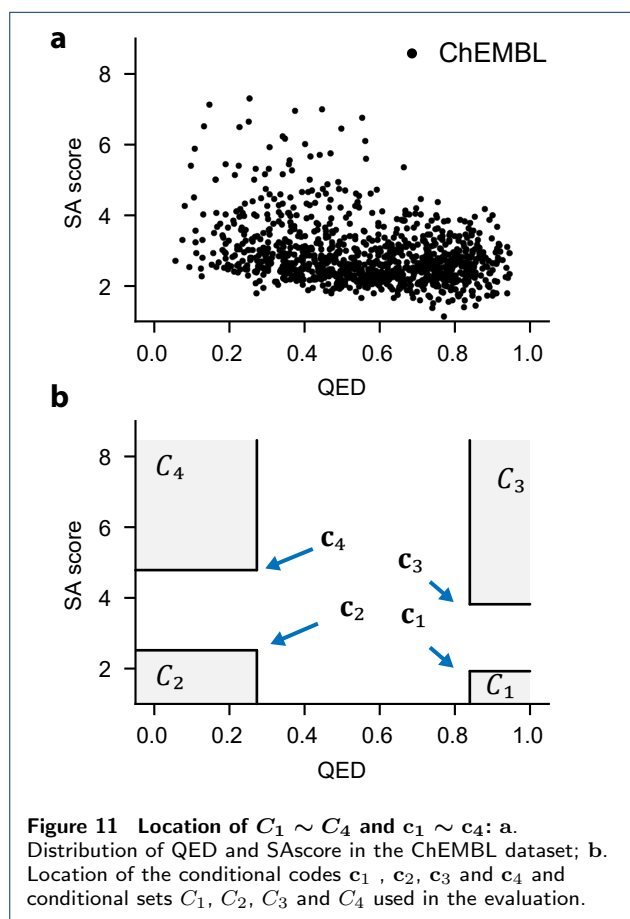 a
ChEMBL
8
6
4
2
SA score
0.0 0.2 0.4 0.6 0.8 1.0
QED
b
8
6
4
2
SA score
C₄
C₃
c₄
c₃
c₂
c₁
C₂
C₁
0.0 0.2 0.4 0.6 0.8 1.0
QED
Figure 11 Location of C₁ ∼ C₄ and c₁ ∼ c₄: a.
Distribution of QED and SAscore in the ChEMBL dataset; b.
Location of the conditional codes c₁ , c₂, c₃ and c₄ and
conditional sets C₁, C₂, C₃ and C₄ used in the evaluation.